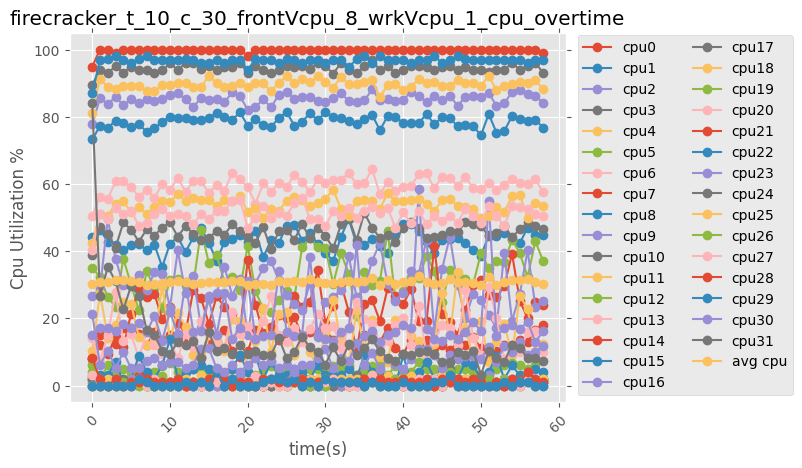 firecracker_t_10_c_30_frontVcpu_8_wrkVcpu_1_cpu_overtime
Cpu Utilization %
100
80
60
40
20
0
0
10
20
30
40
50
60
time(s)
cpu0
cpu1
cpu2
cpu3
cpu4
cpu5
cpu6
cpu7
cpu8
cpu9
cpu10
cpu11
cpu12
cpu13
cpu14
cpu15
cpu16
cpu17
cpu18
cpu19
cpu20
cpu21
cpu22
cpu23
cpu24
cpu25
cpu26
cpu27
cpu28
cpu29
cpu30
cpu31
avg cpu